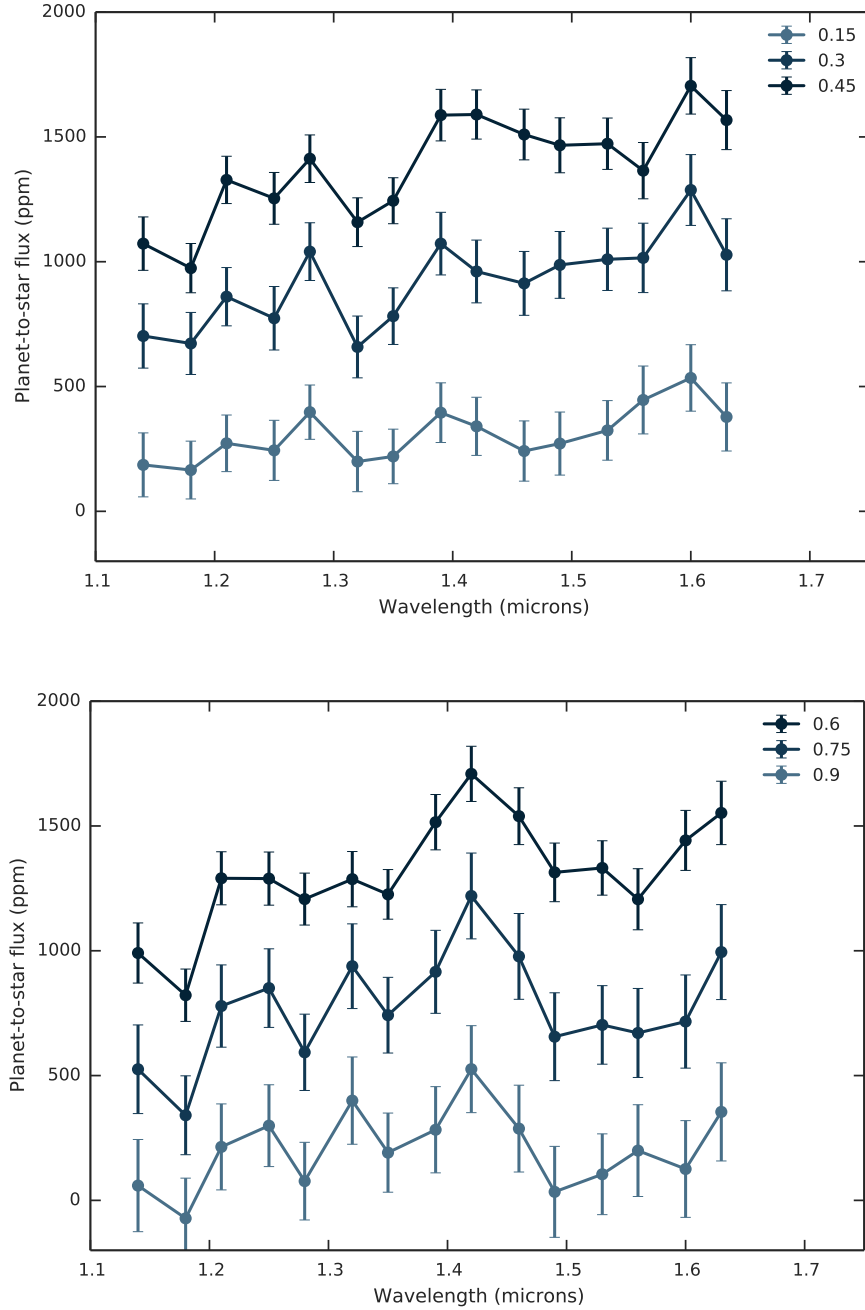 2000
1500
1000
500
0
Planet-to-star flux (ppm)
0.15
0.3
0.45
1.1 1.2 1.3 1.4 1.5 1.6 1.7
Wavelength (microns)
2000
1500
1000
500
0
Planet-to-star flux (ppm)
0.6
0.75
0.9
1.1 1.2 1.3 1.4 1.5 1.6 1.7
Wavelength (microns)